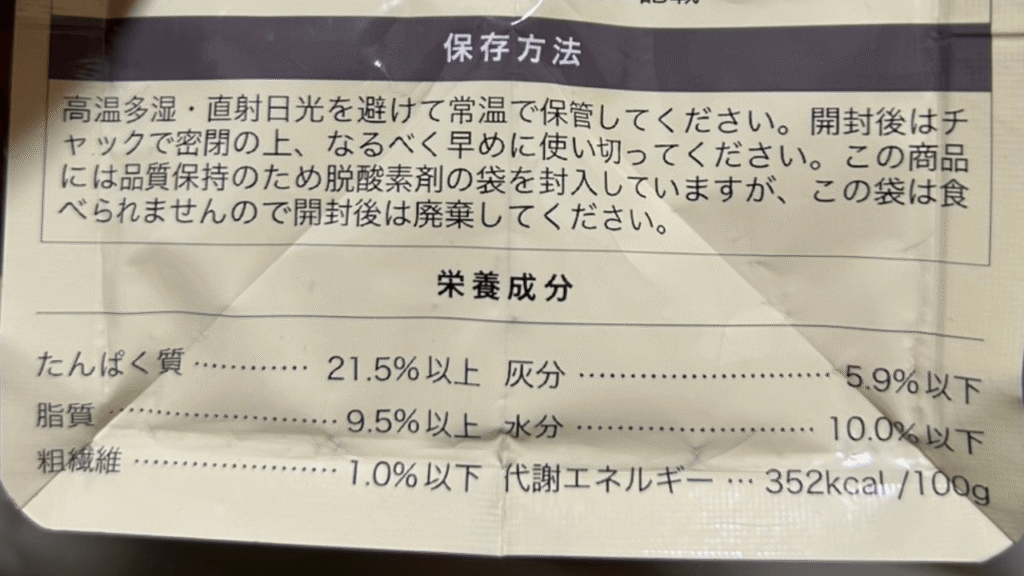 保存方法
高温多湿・直射日光を避けて常温で保管してください。開封後はチ
ャックで密閉の上、なるべく早めに使い切ってください。この商品
には品質保持のため脱酸素剤の袋を封入していますが、この袋は食
べられませんので開封後は廃棄してください。
栄養成分
たんぱく質 ············ 21.5%以上 灰分 ···························· 5.9%以下
脂質 ························ 9.5%以上 水分 ·························· 10.0%以下
粗繊維 ····················· 1.0%以下 代謝エネルギー ··· 352kcal /100g